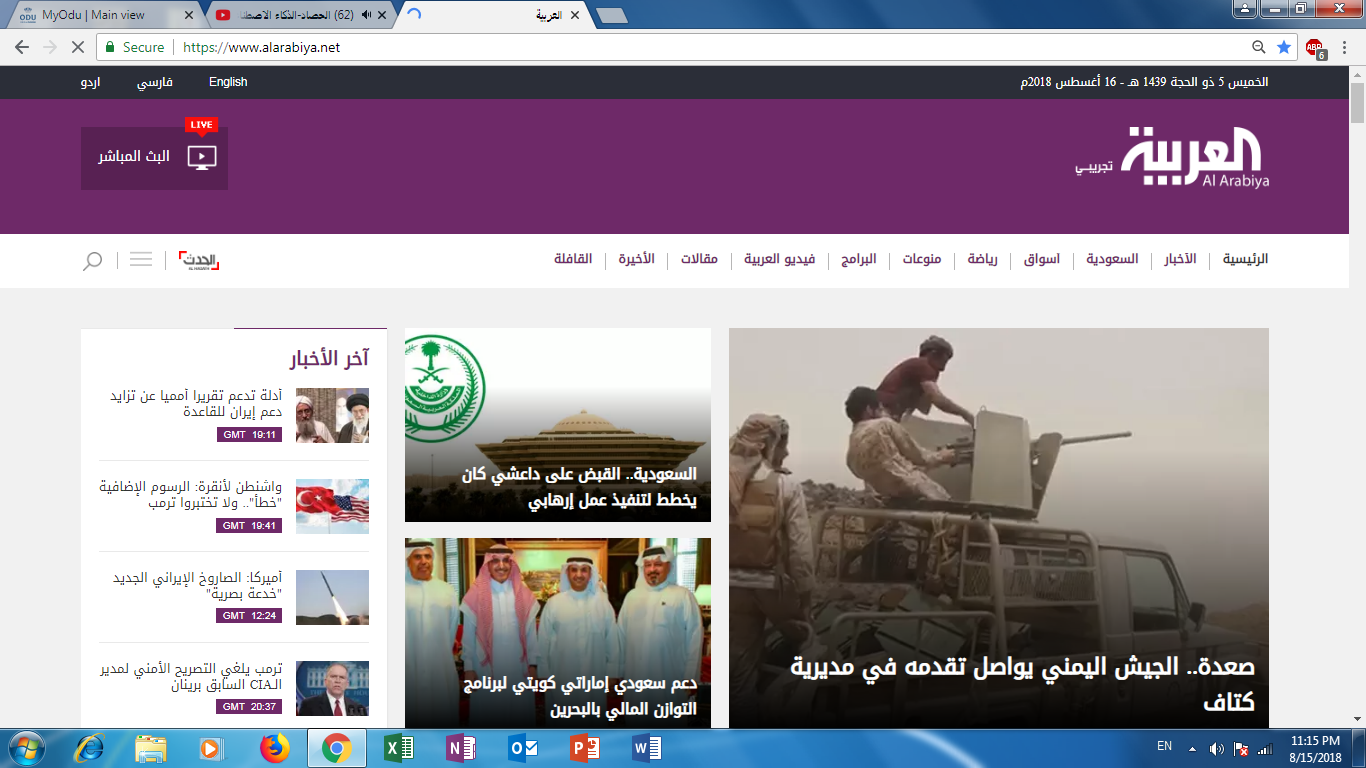 MyOdu | Main view
(62) الحصاد-الذكاء الاصطنا
العربية
Secure
https://www.alarabiya.net
ABP
6
الخميس 5 ذو الحجة 1439 هـ - 16 أغسطس 2018م
English
فارسي
اردو
العربية
Al Arabiya
تجريبـي
LIVE
البث المباشر
الرئيسية
الأخبار
السعودية
اسواق
رياضة
منوعات
البرامج
فيديو العربية
مقالات
الأخيرة
القافلة
الحدث
AL HADATH
صعدة.. الجيش اليمني يواصل تقدمه في مديرية
كتاف
السعودية.. القبض على داعشي كان
يخطط لتنفيذ عمل إرهابي
دعم سعودي إماراتي كويتي لبرنامج
التوازن المالي بالبحرين
آخر الأخبار
أدلة تدعم تقريرا أمميا عن تزايد
دعم إيران للقاعدة
GMT 19:11
واشنطن لأنقرة: الرسوم الإضافية
"خطأ".. ولا تختبروا ترمب
GMT 19:41
أميركا: الصاروخ الإيراني الجديد
"خدعة بصرية"
GMT 12:24
ترمب يلغي التصريح الأمني لمدير
الـCIA السابق برينان
GMT 20:37
EN
11:15 PM
8/15/2018